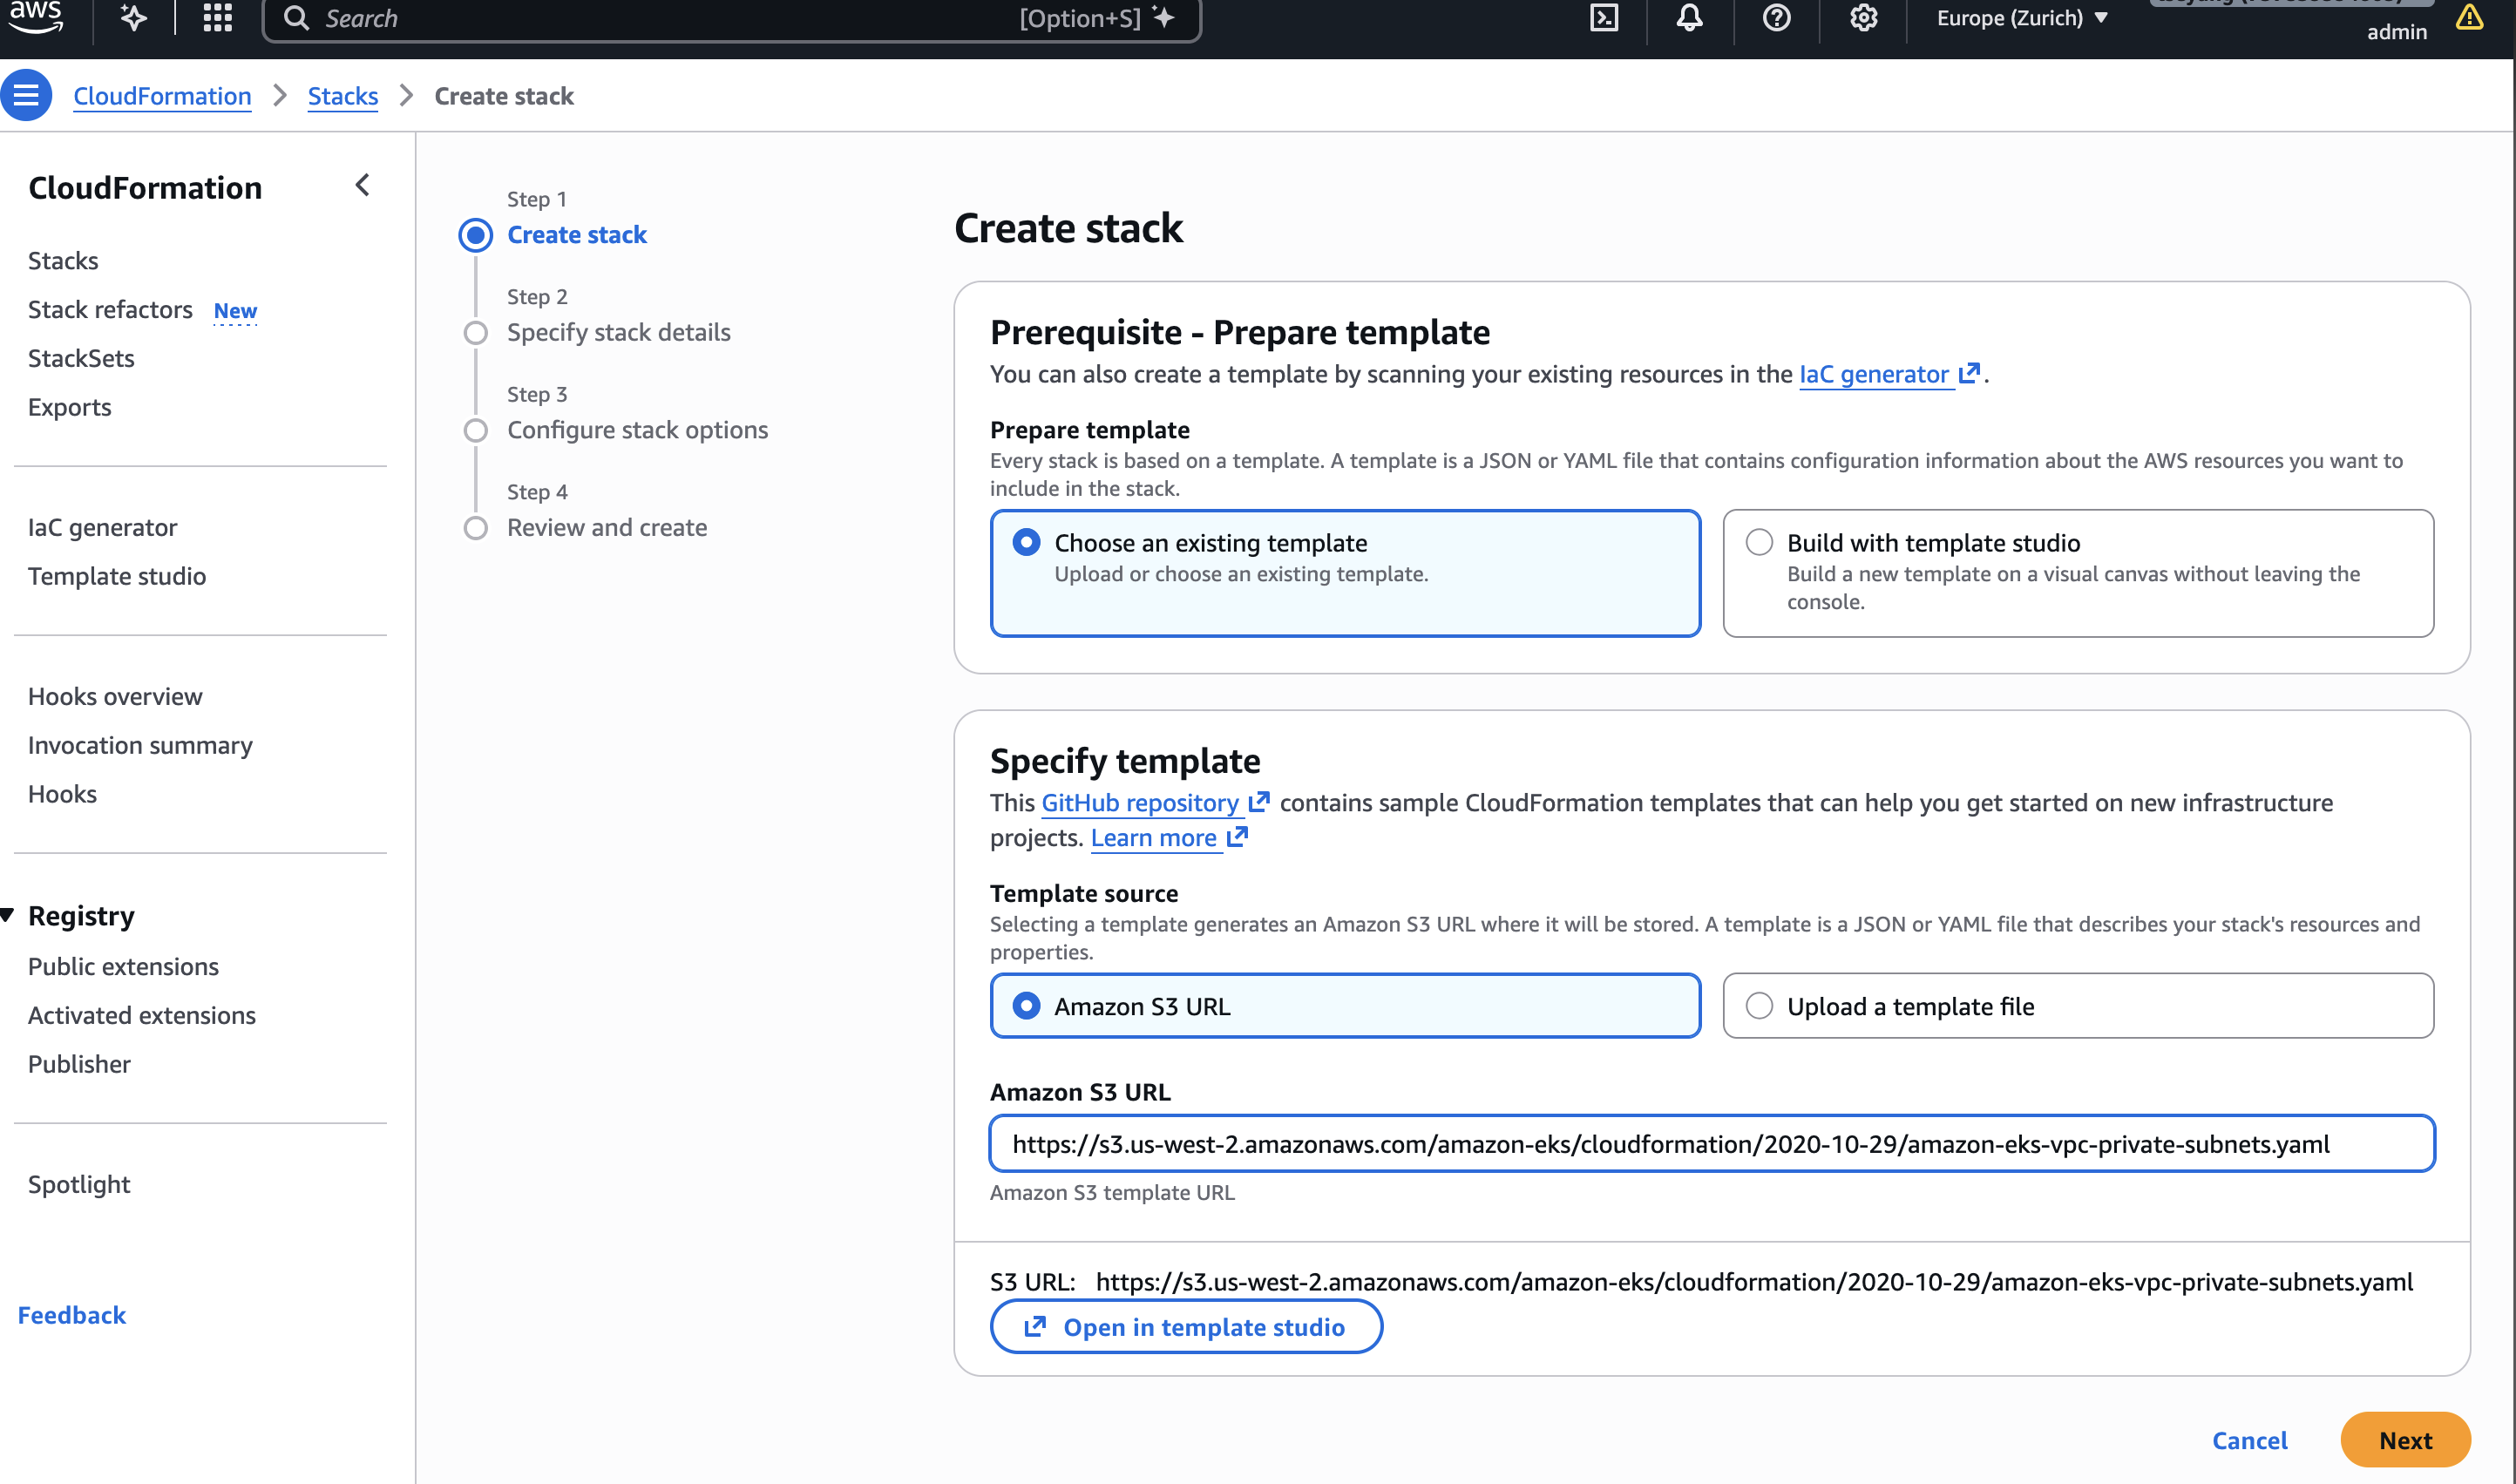 aws
Search
[Option+S]
Europe (Zurich)
admin
CloudFormation
Stacks
Create stack
CloudFormation
Stacks
Stack refactors New
StackSets
Exports
IaC generator
Template studio
Hooks overview
Invocation summary
Hooks
Registry
Public extensions
Activated extensions
Publisher
Spotlight
Feedback
Step 1
Create stack
Step 2
Specify stack details
Step 3
Configure stack options
Step 4
Review and create
Create stack
Prerequisite - Prepare template
You can also create a template by scanning your existing resources in the IaC generator .
Prepare template
Every stack is based on a template. A template is a JSON or YAML file that contains configuration information about the AWS resources you want to
include in the stack.
Choose an existing template
Upload or choose an existing template.
Build with template studio
Build a new template on a visual canvas without leaving the
console.
Specify template
This GitHub repository contains sample CloudFormation templates that can help you get started on new infrastructure
projects. Learn more
Template source
Selecting a template generates an Amazon S3 URL where it will be stored. A template is a JSON or YAML file that describes your stack's resources and
properties.
Amazon S3 URL
Upload a template file
Amazon S3 URL
https://s3.us-west-2.amazonaws.com/amazon-eks/cloudformation/2020-10-29/amazon-eks-vpc-private-subnets.yaml
Amazon S3 template URL
S3 URL: https://s3.us-west-2.amazonaws.com/amazon-eks/cloudformation/2020-10-29/amazon-eks-vpc-private-subnets.yaml
Open in template studio
Cancel
Next